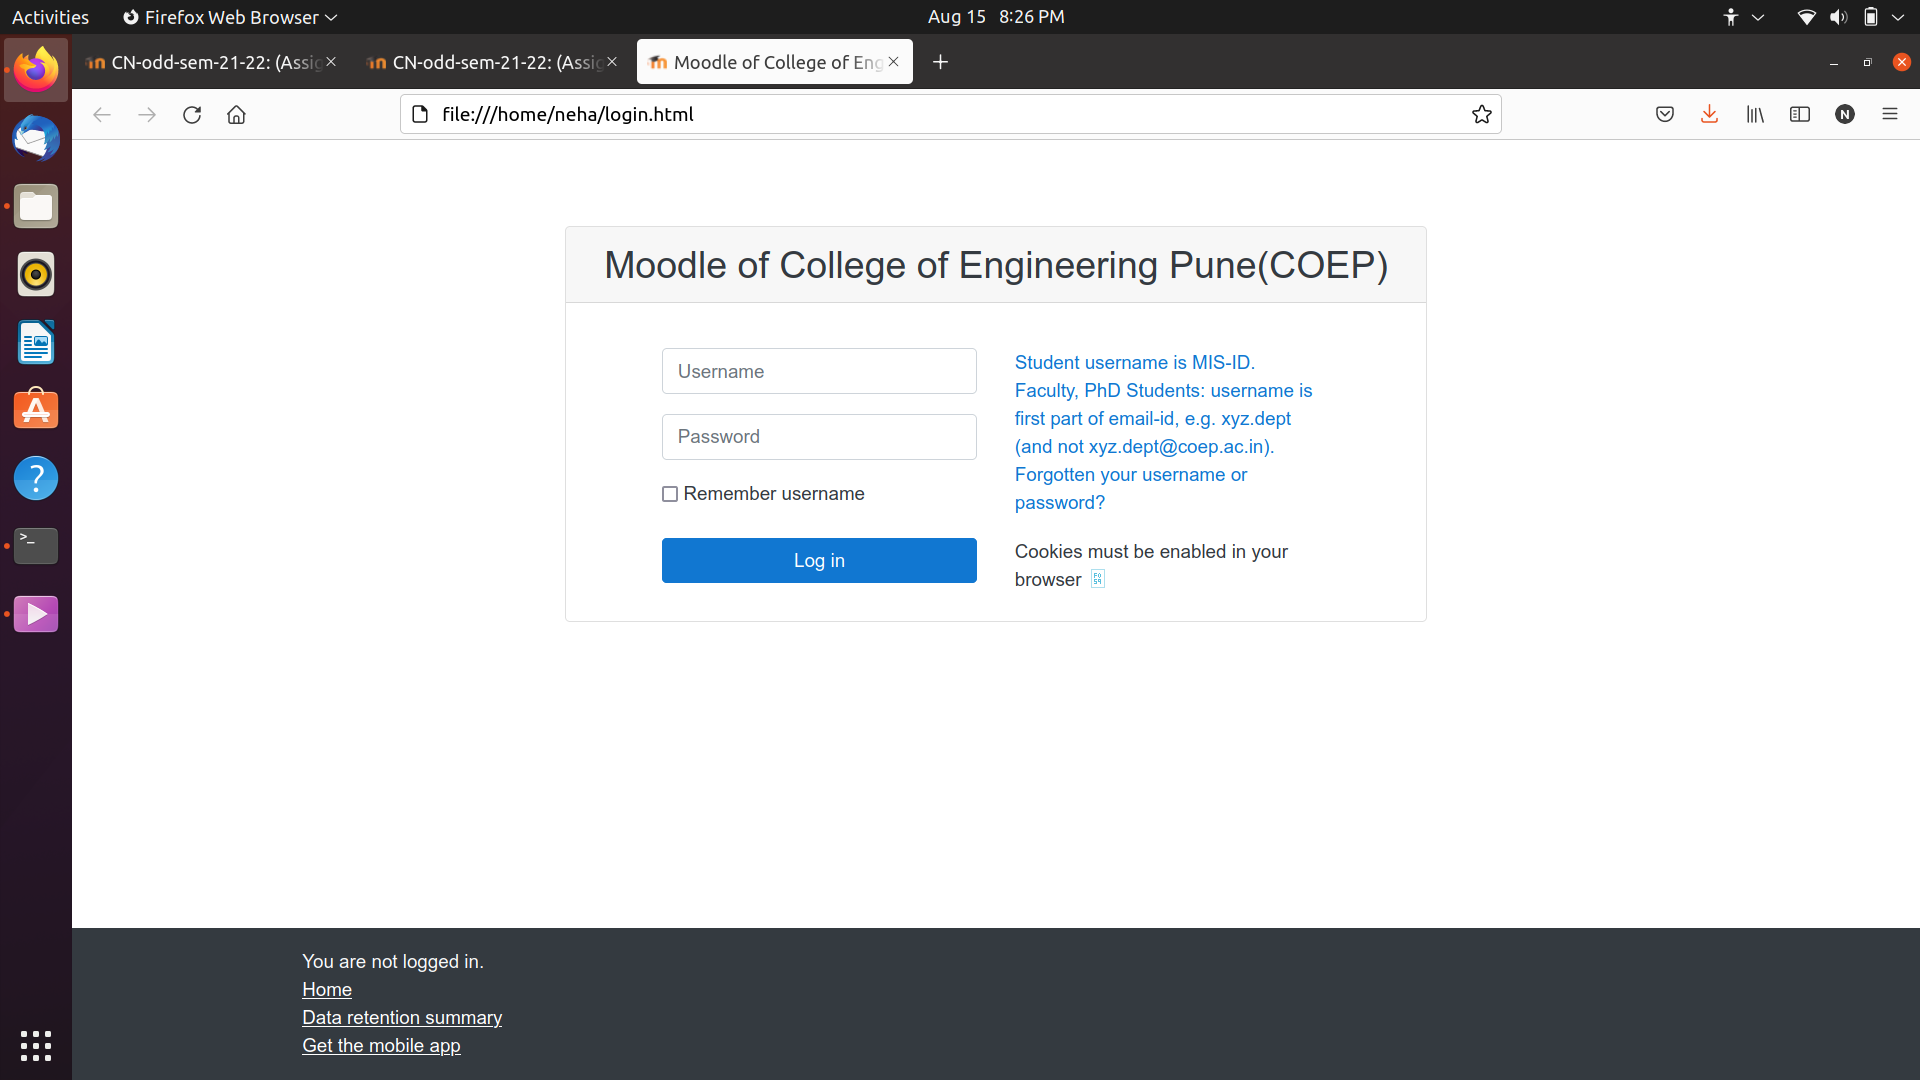 Activities
Firefox Web Browser
Aug 15 8:26 PM
CN-odd-sem-21-22: (Assig
CN-odd-sem-21-22: (Assig
Moodle of College of Eng
file:///home/neha/login.html
N
Moodle of College of Engineering Pune(COEP)
Username
Password
Remember username
Log in
Student username is MIS-ID.
Faculty, PhD Students: username is
first part of email-id, e.g. xyz.dept
(and not xyz.dept@coep.ac.in).
Forgotten your username or
password?
Cookies must be enabled in your
browser
You are not logged in.
Home
Data retention summary
Get the mobile app